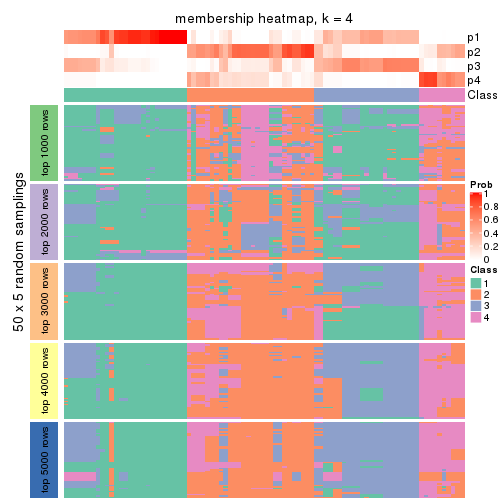 membership heatmap, k = 4
p1
p2
p3
p4
Class
50 x 5 random samplings
top 1000 rows
top 2000 rows
top 3000 rows
top 4000 rows
top 5000 rows
Prob
1
0.8
0.6
0.4
0.2
0
Class
1
2
3
4